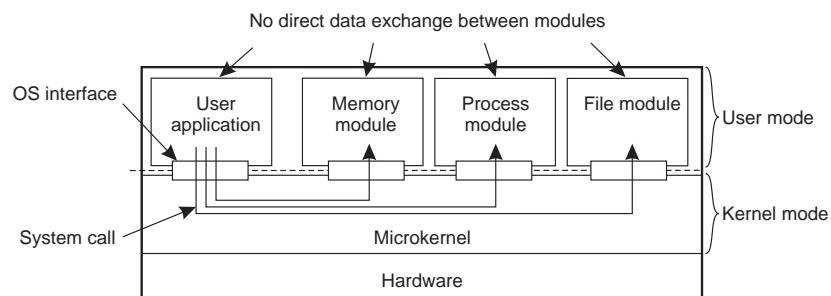 No direct data exchange between modules
OS interface
User
application
Memory
module
Process
module
File module
User mode
System call
Microkernel
Kernel mode
Hardware